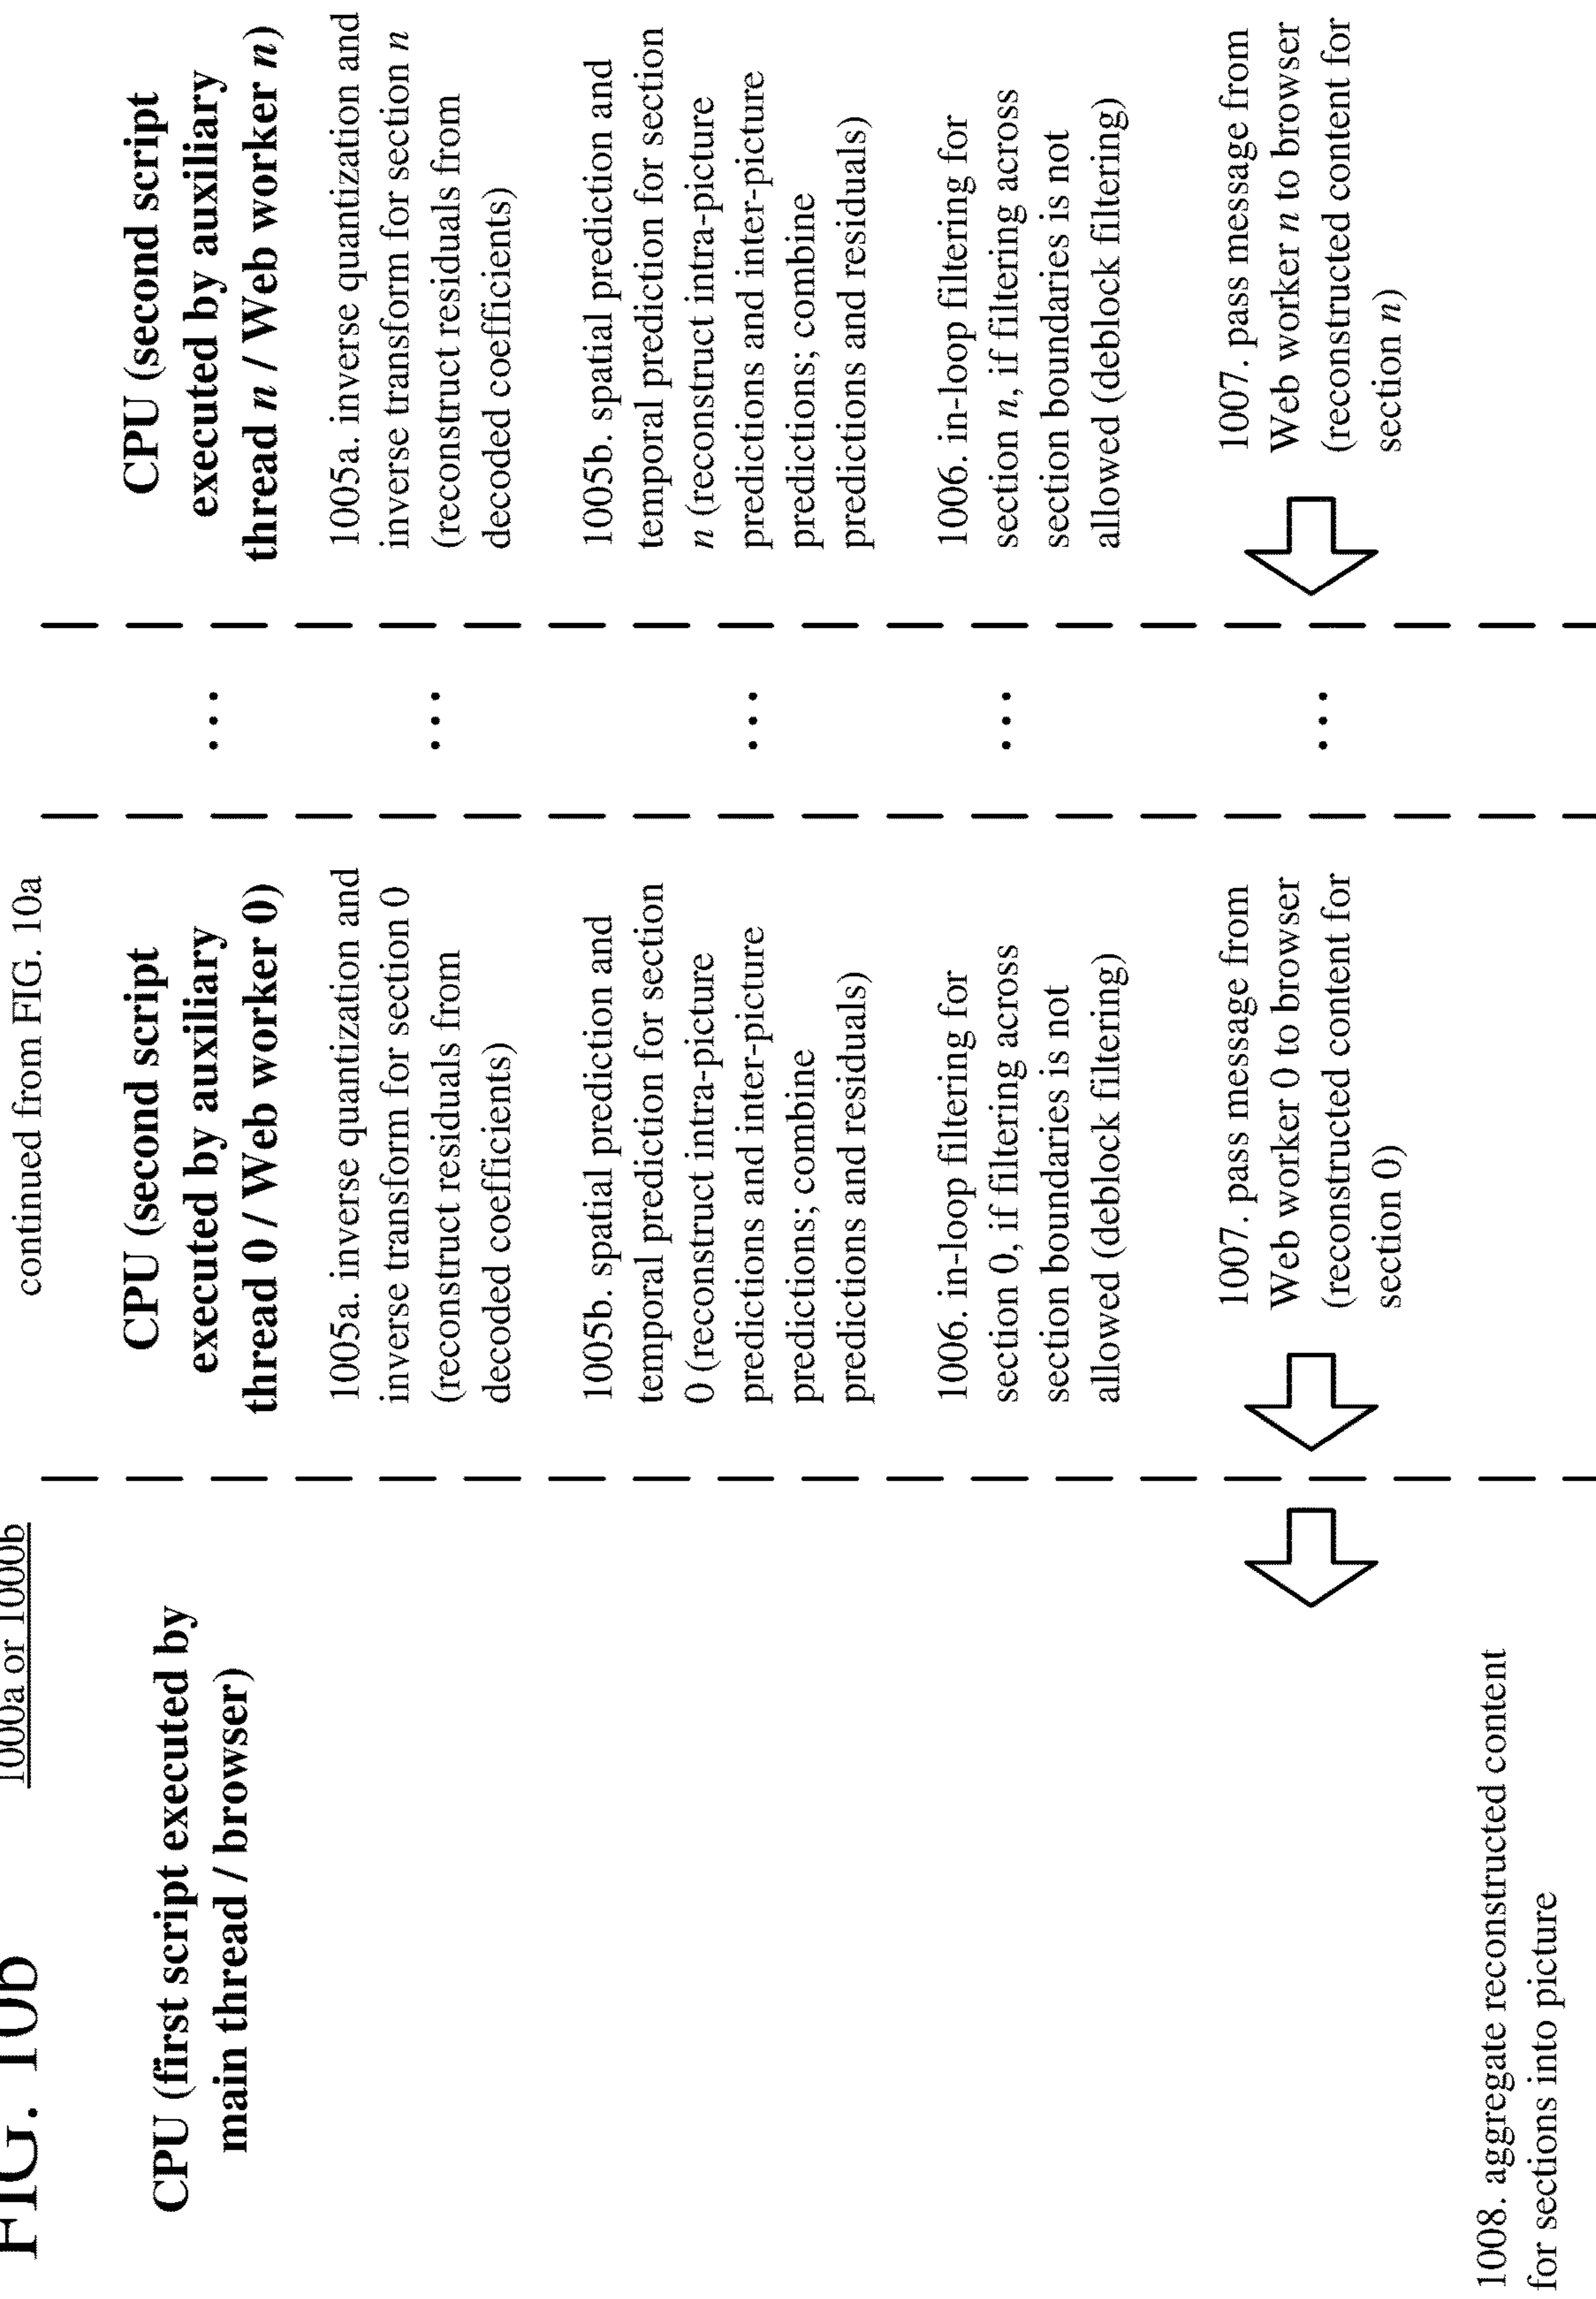 FIG. 10b
1000a or 1000b
continued from FIG. 10a
CPU (first script executed by
main thread / browser)
CPU (second script
executed by auxiliary
thread 0 / Web worker 0)
...
CPU (second script
executed by auxiliary
thread n / Web worker n)
1005a. inverse quantization and
inverse transform for section 0
(reconstruct residuals from
decoded coefficients)
...
1005a. inverse quantization and
inverse transform for section n
(reconstruct residuals from
decoded coefficients)
1005b. spatial prediction and
temporal prediction for section
0 (reconstruct intra-picture
predictions and inter-picture
predictions; combine
predictions and residuals)
...
1005b. spatial prediction and
temporal prediction for section
n (reconstruct intra-picture
predictions and inter-picture
predictions; combine
predictions and residuals)
1006. in-loop filtering for
section 0, if filtering across
section boundaries is not
allowed (deblock filtering)
...
1006. in-loop filtering for
section n, if filtering across
section boundaries is not
allowed (deblock filtering)
1007. pass message from
Web worker 0 to browser
(reconstructed content for
section 0)
...
1007. pass message from
Web worker n to browser
(reconstructed content for
section n)
1008. aggregate reconstructed content
for sections into picture